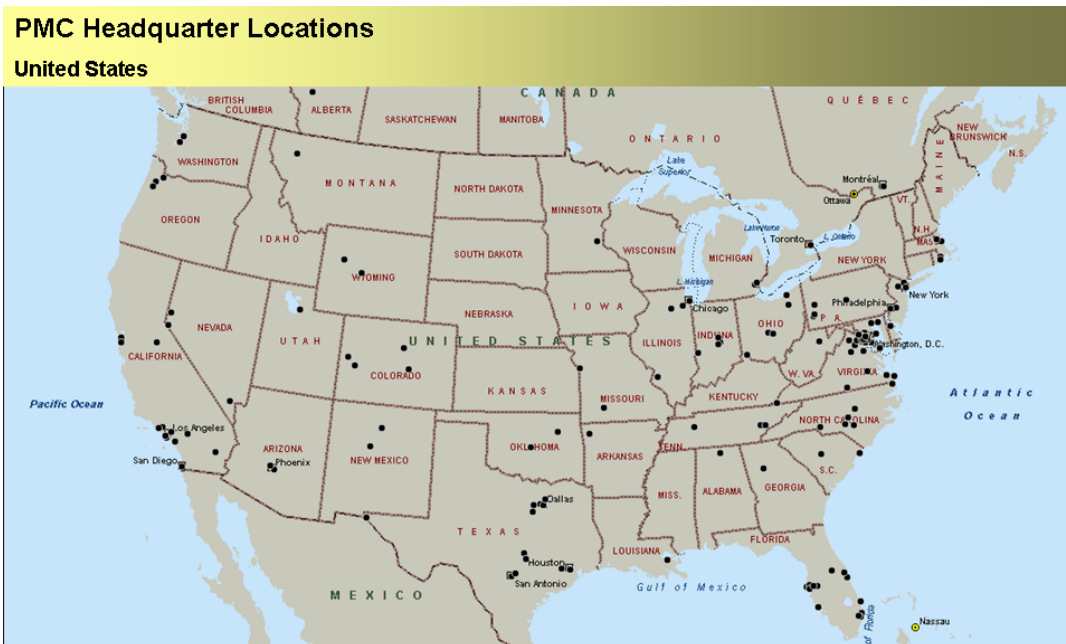 PMC Headquarter Locations
United States
CANADA
BRITISH
COLUMBIA
ALBERTA
SASKATCHEWAN
MANITOBA
ONTARIO
QUÉBEC
NEW
BRUNSWICK
N.S.
MAINE
WASHINGTON
MONTANA
NORTH DAKOTA
MINNESOTA
Lake
Superior
Montréal
Ottawa
VT.
N.H.
MAS.
OREGON
IDAHO
WYOMING
SOUTH DAKOTA
WISCONSIN
MICHIGAN
Lake Huron
Toronto
L. Ontario
NEW YORK
L. Michigan
New York
NEVADA
UTAH
NEBRASKA
IOWA
Chicago
ILLINOIS
INDIANA
OHIO
PA.
Philadelphia
CALIFORNIA
COLORADO
UNITED STATES
KANSAS
MISSOURI
KENTUCKY
W. VA.
VIRGINIA
Washington, D.C.
Pacific Ocean
Atlantic
Ocean
Los Angeles
San Diego
ARIZONA
Phoenix
NEW MEXICO
OKLAHOMA
ARKANSAS
TENN.
NORTH CAROLINA
S.C.
MISS.
ALABAMA
GEORGIA
Dallas
TEXAS
LOUISIANA
FLORIDA
Houston
San Antonio
MEXICO
Gulf of Mexico
of Florida
Nassau